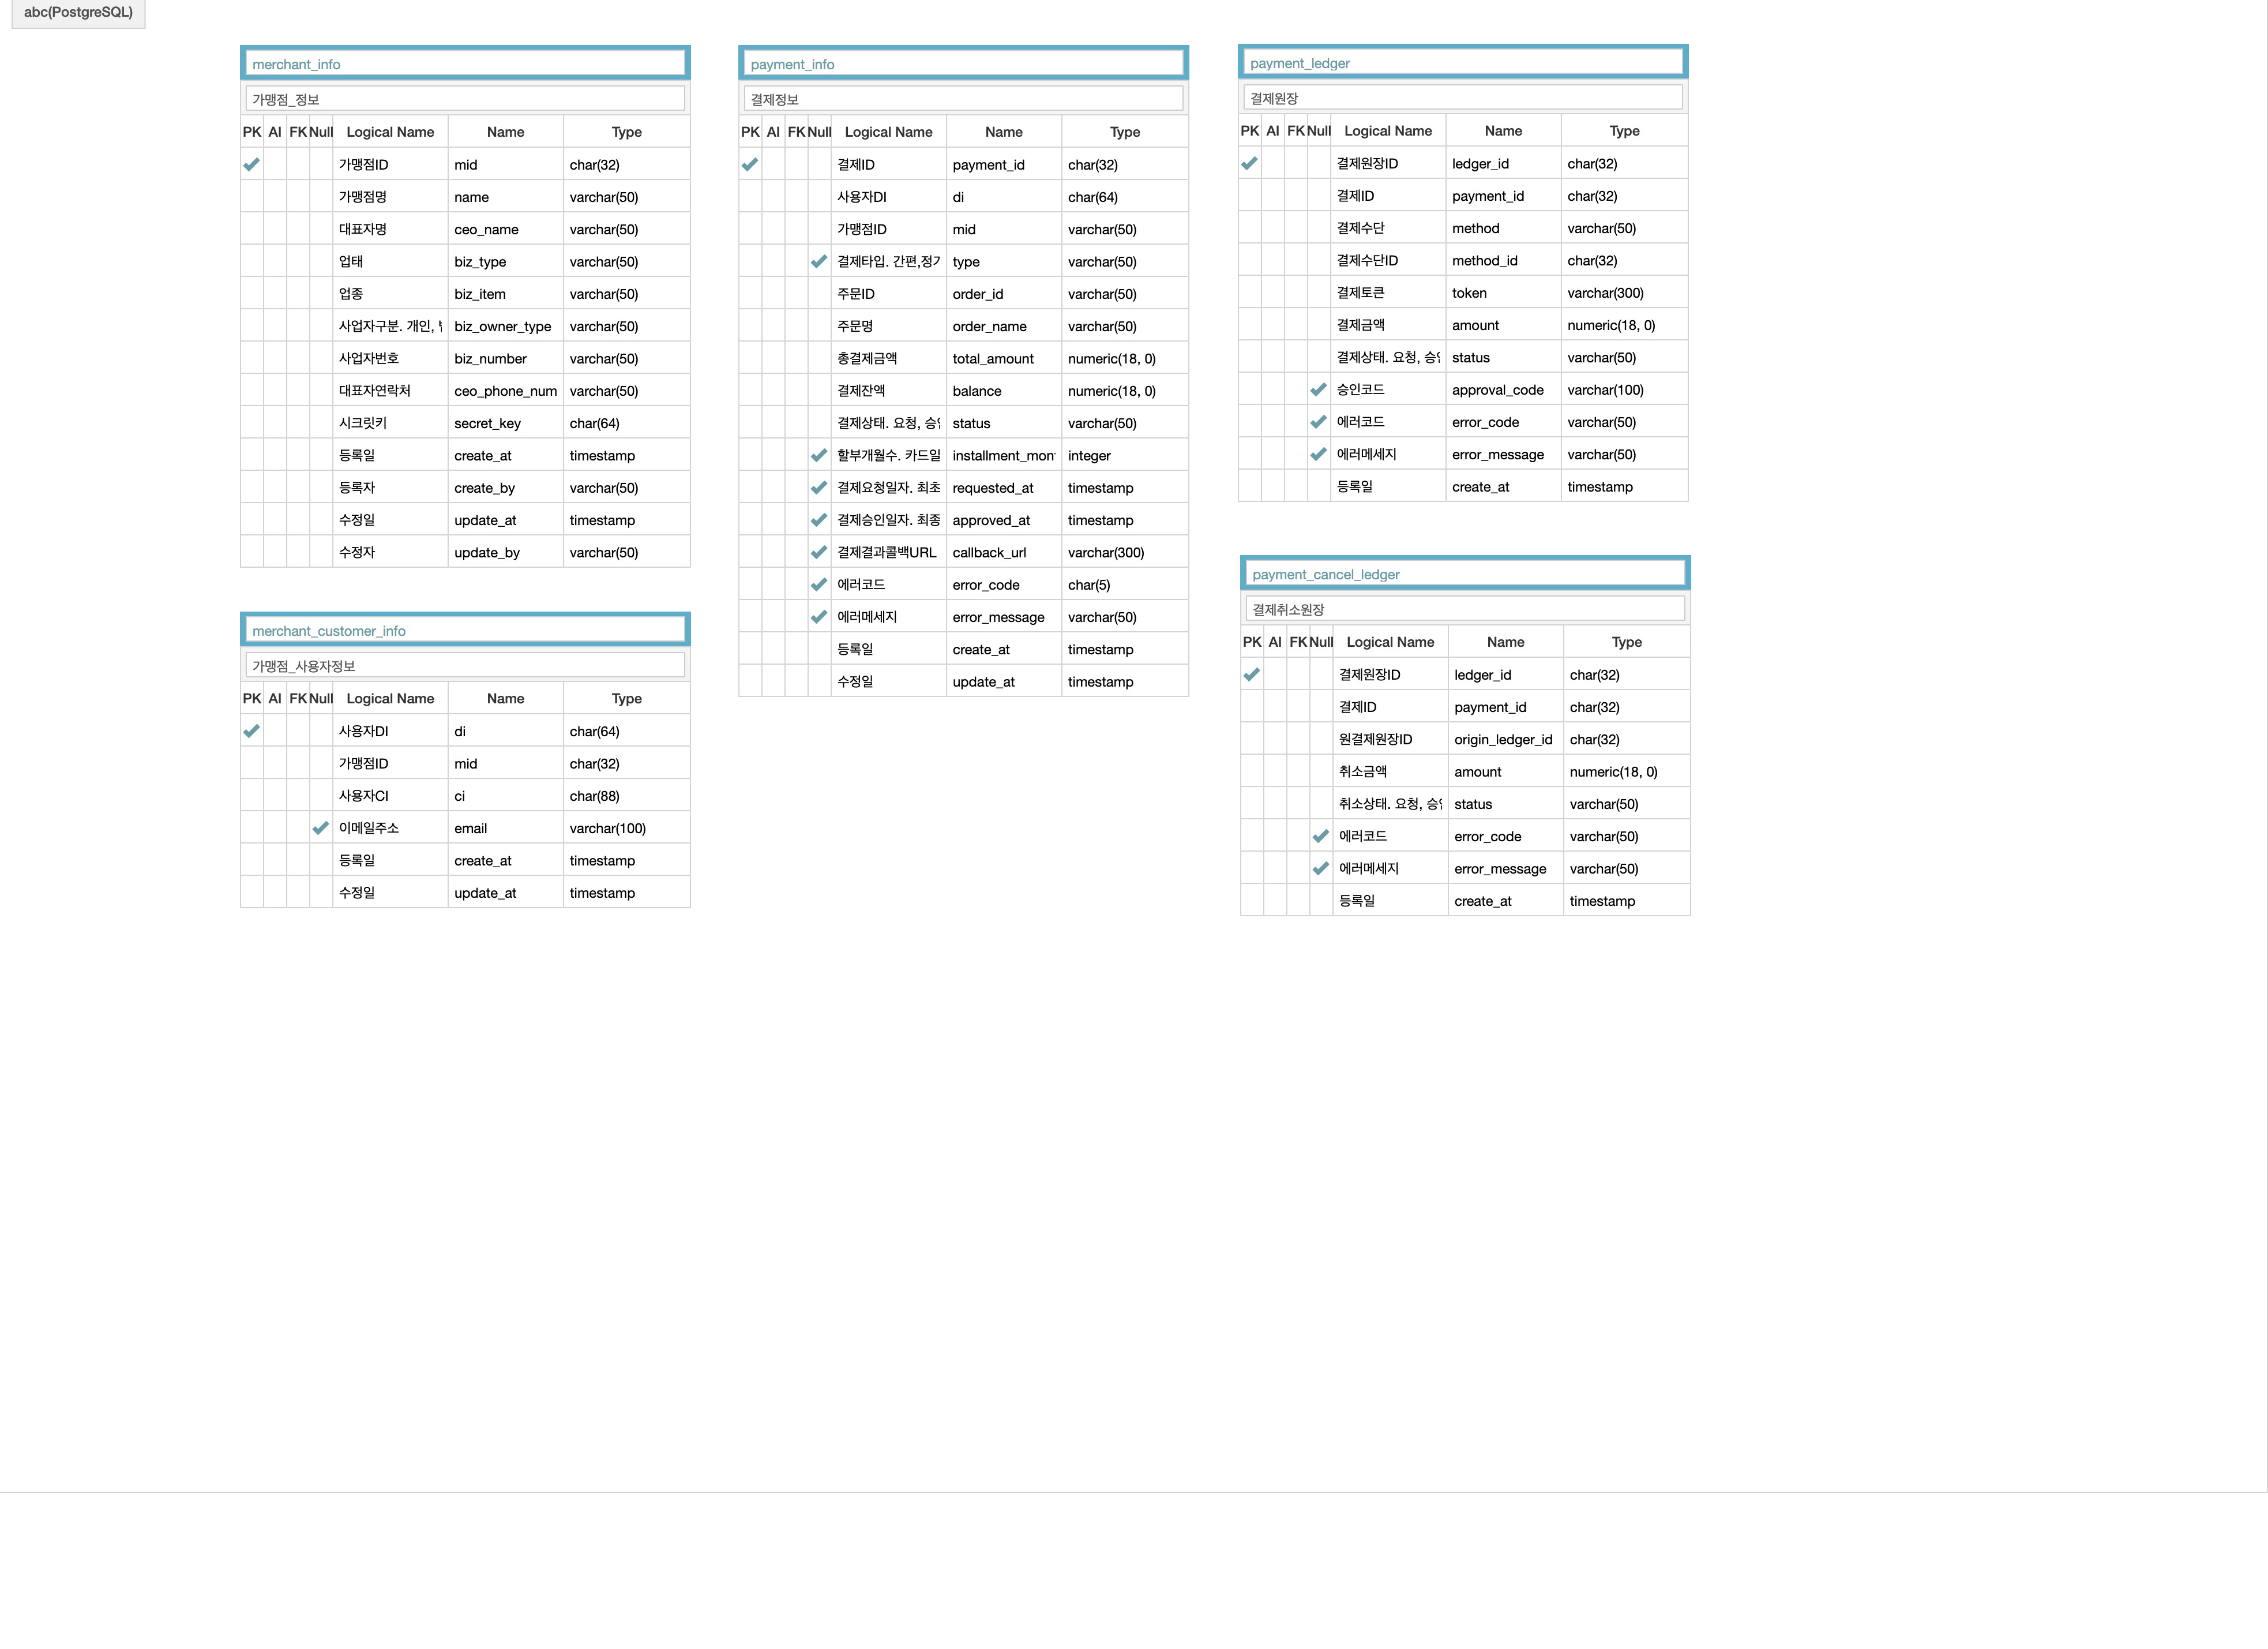 abc(PostgreSQL)
merchant_info
가맹점_정보
PK AI FK Null Logical Name Name Type
가맹점ID mid char(32)
가맹점명 name varchar(50)
대표자명 ceo_name varchar(50)
업태 biz_type varchar(50)
업종 biz_item varchar(50)
사업자구분. 개인, biz_owner_type varchar(50)
사업자번호 biz_number varchar(50)
대표자연락처 ceo_phone_num varchar(50)
시크릿키 secret_key char(64)
등록일 create_at timestamp
등록자 create_by varchar(50)
수정일 update_at timestamp
수정자 update_by varchar(50)
merchant_customer_info
가맹점_사용자정보
PK AI FK Null Logical Name Name Type
사용자DI di char(64)
가맹점ID mid char(32)
사용자CI ci char(88)
이메일주소 email varchar(100)
등록일 create_at timestamp
수정일 update_at timestamp
payment_info
결제정보
PK AI FK Null Logical Name Name Type
결제ID payment_id char(32)
사용자DI di char(64)
가맹점ID mid varchar(50)
결제타입. 간편,정기 type varchar(50)
주문ID order_id varchar(50)
주문명 order_name varchar(50)
총결제금액 total_amount numeric(18, 0)
결제잔액 balance numeric(18, 0)
결제상태. 요청, 승인 status varchar(50)
할부개월수. 카드일 installment_mon integer
결제요청일자. 최초 requested_at timestamp
결제승인일자. 최종 approved_at timestamp
결제결과콜백URL callback_url varchar(300)
에러코드 error_code char(5)
에러메세지 error_message varchar(50)
등록일 create_at timestamp
수정일 update_at timestamp
payment_ledger
결제원장
PK AI FK Null Logical Name Name Type
결제원장ID ledger_id char(32)
결제ID payment_id char(32)
결제수단 method varchar(50)
결제수단ID method_id char(32)
결제토큰 token varchar(300)
결제금액 amount numeric(18, 0)
결제상태. 요청, 승인 status varchar(50)
승인코드 approval_code varchar(100)
에러코드 error_code varchar(50)
에러메세지 error_message varchar(50)
등록일 create_at timestamp
payment_cancel_ledger
결제취소원장
PK AI FK Null Logical Name Name Type
결제원장ID ledger_id char(32)
결제ID payment_id char(32)
원결제원장ID origin_ledger_id char(32)
취소금액 amount numeric(18, 0)
취소상태. 요청, 승인 status varchar(50)
에러코드 error_code varchar(50)
에러메세지 error_message varchar(50)
등록일 create_at timestamp